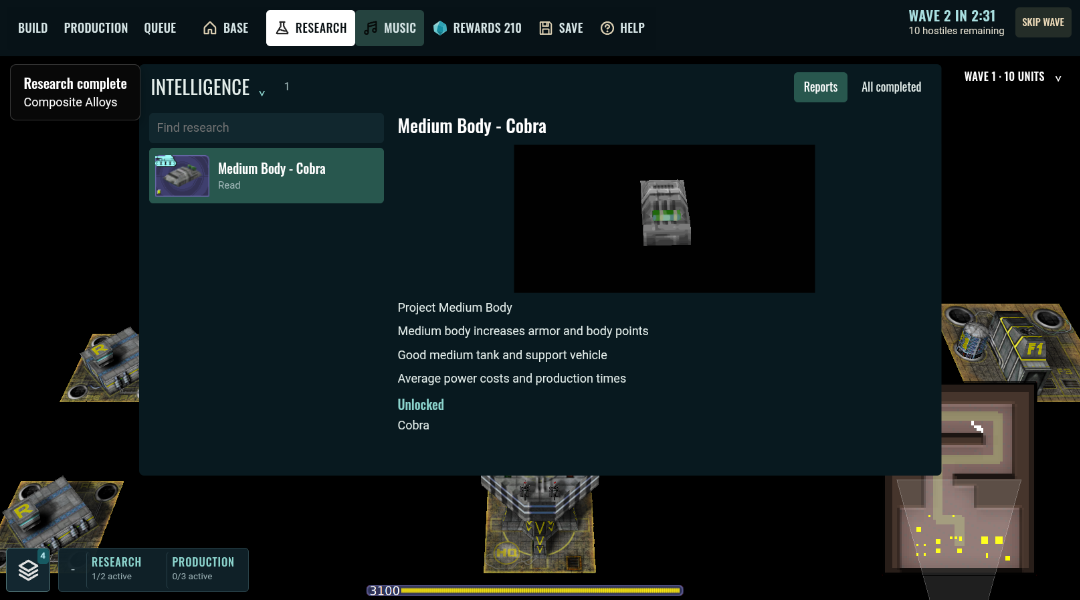 BUILD PRODUCTION QUEUE BASE RESEARCH MUSIC REWARDS 210 SAVE HELP
WAVE 2 IN 2:31
10 hostiles remaining
SKIP WAVE
Research complete
Composite Alloys
INTELLIGENCE 1
Reports All completed
WAVE 1 · 10 UNITS
Find research
Medium Body - Cobra
Read
Medium Body - Cobra
Project Medium Body
Medium body increases armor and body points
Good medium tank and support vehicle
Average power costs and production times
Unlocked
Cobra
R
F1
R
HQ
4
-
RESEARCH
1/2 active
PRODUCTION
0/3 active
3100